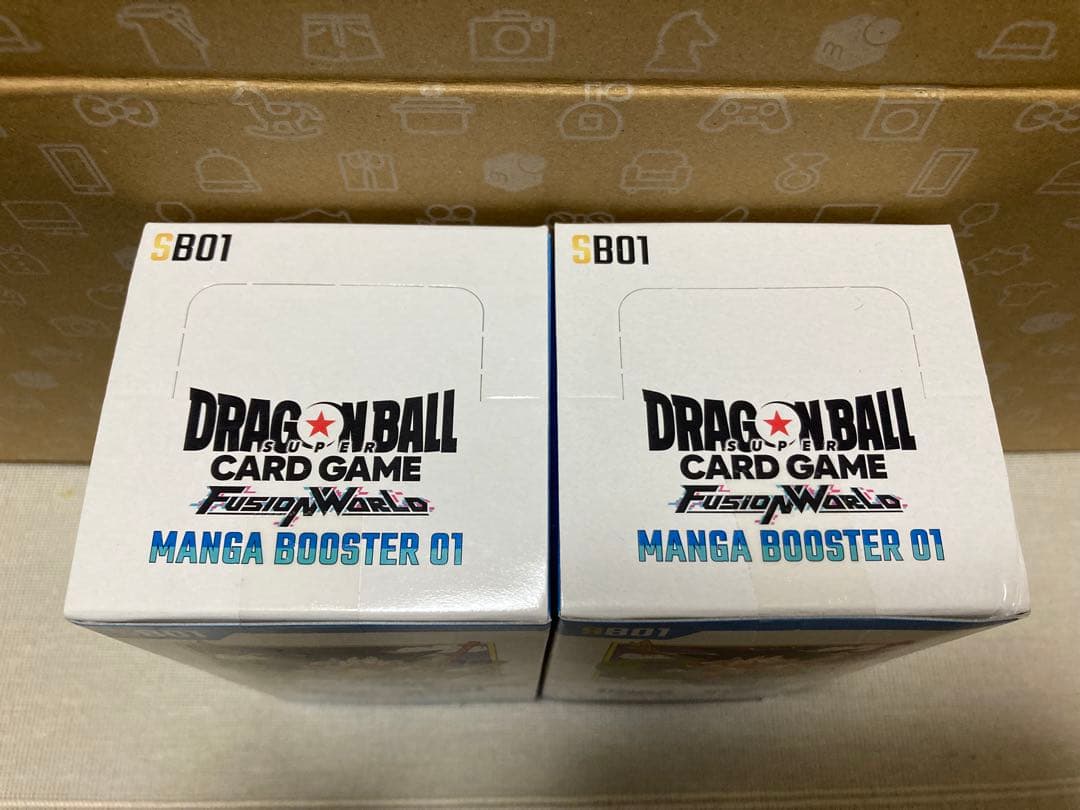 SB01
DRAGON BALL
SUPER
CARD GAME
FUSION WORLD
MANGA BOOSTER 01
SB01
SB01
DRAGON BALL
SUPER
CARD GAME
FUSION WORLD
MANGA BOOSTER 01
SB01